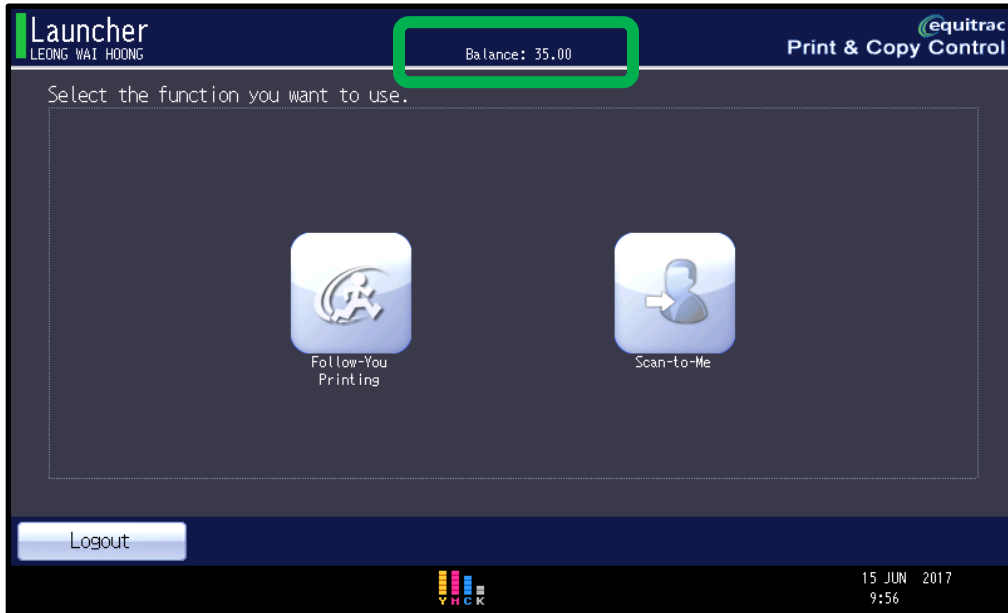 Launcher
LEONG WAI HOONG
Balance: 35.00
equitrac
Print & Copy Control
Select the function you want to use.
Follow-You
Printing
Scan-to-Me
Logout
Y M C K
15 JUN 2017
9:56